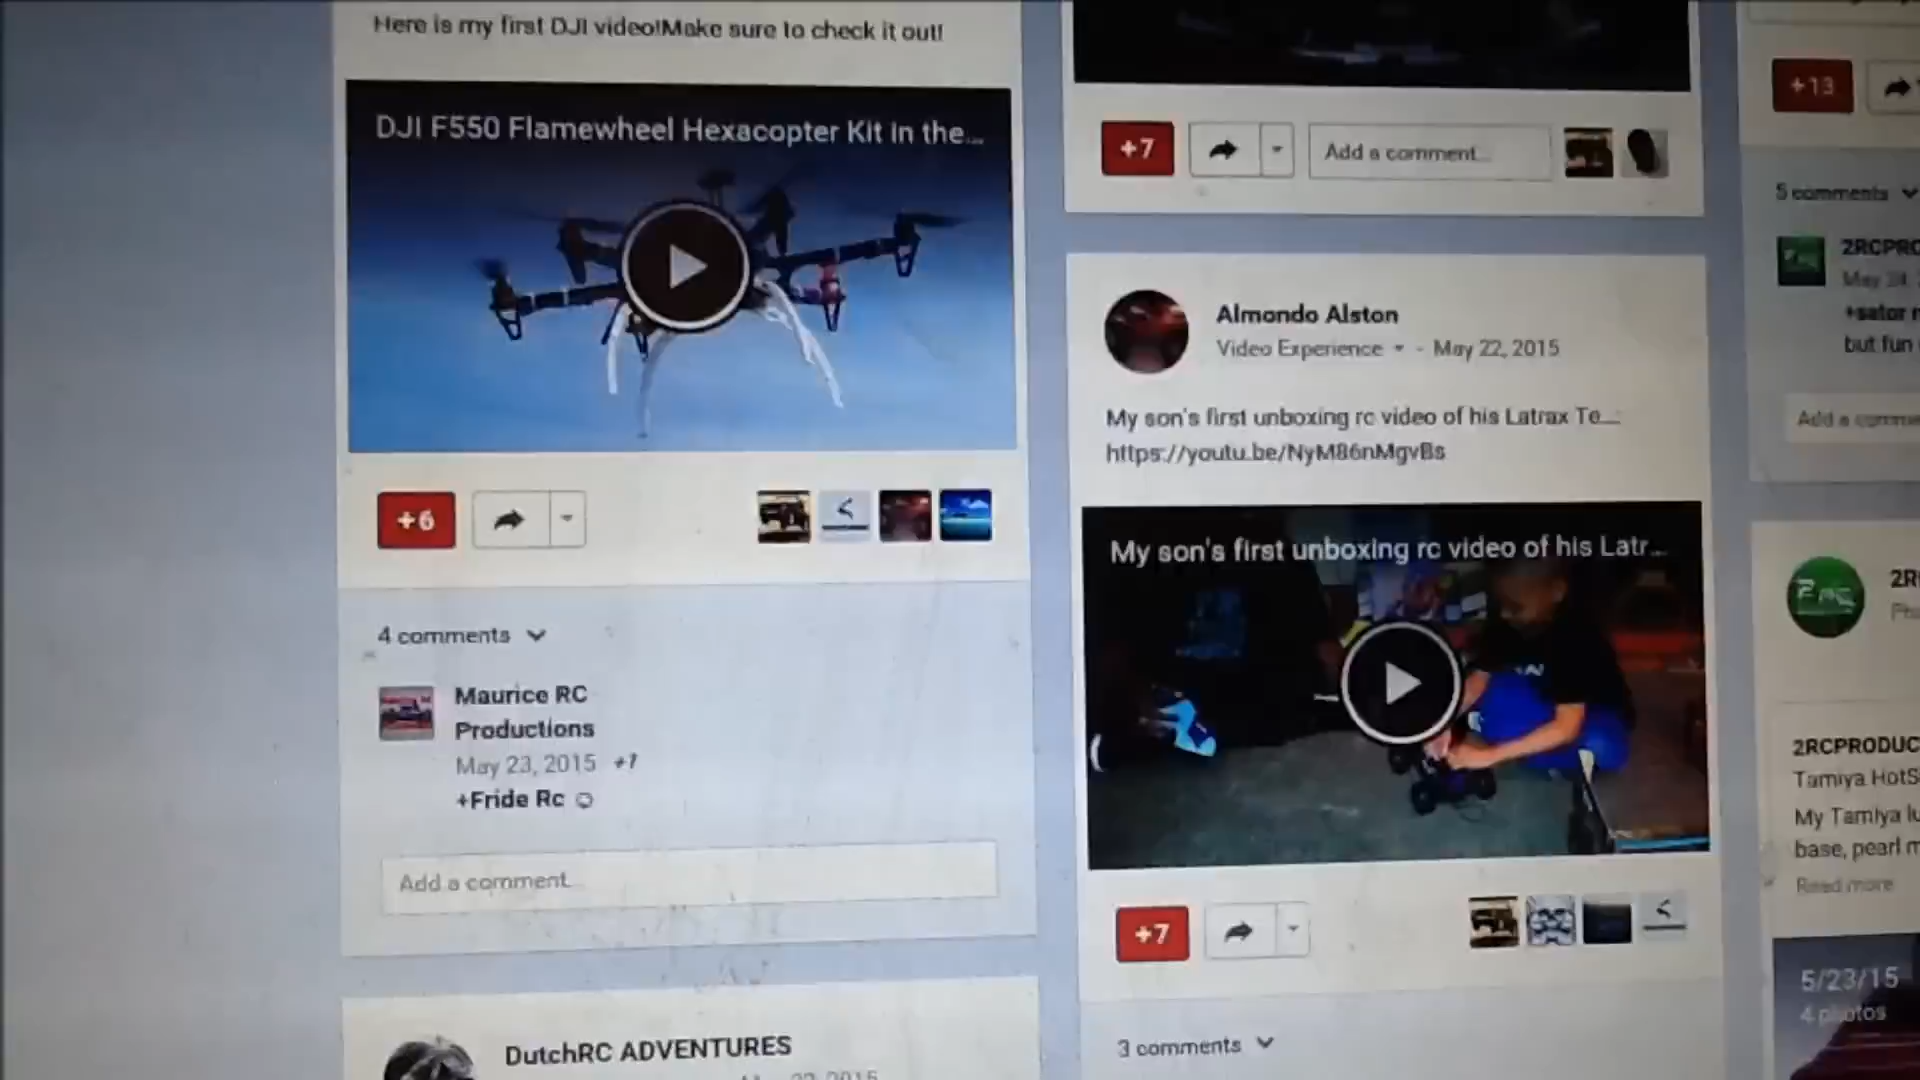 Here is my first DJI video!Make sure to check it out!
DJI F550 Flamewheel Hexacopter Kit in the...
+6
4 comments
Maurice RC
Productions
May 23, 2015 +1
+Fride Rc
Add a comment...
DutchRC ADVENTURES
+7
Add a comment...
Almondo Alston
Video Experience - May 22, 2015
My son's first unboxing rc video of his Latrax Te...:
https://youtu.be/NyM86nMgvBs
My son's first unboxing rc video of his Latr...
+7
3 comments
+13
5 comments
2RCPRO
May 24,
+sator
but fun
Add a comme
2R
2RCPRODUC
Tamiya HotS
My Tamiya lu
base, pearl m
Read more
5/23/15
4 photos